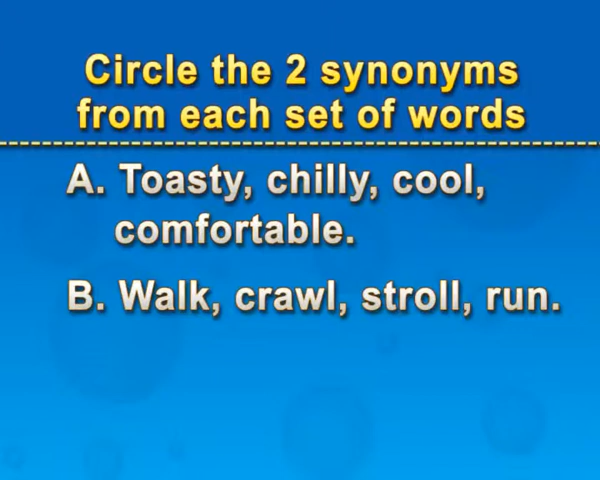 Circle the 2 synonyms
from each set of words
A. Toasty, chilly, cool,
comfortable.
B. Walk, crawl, stroll, run.